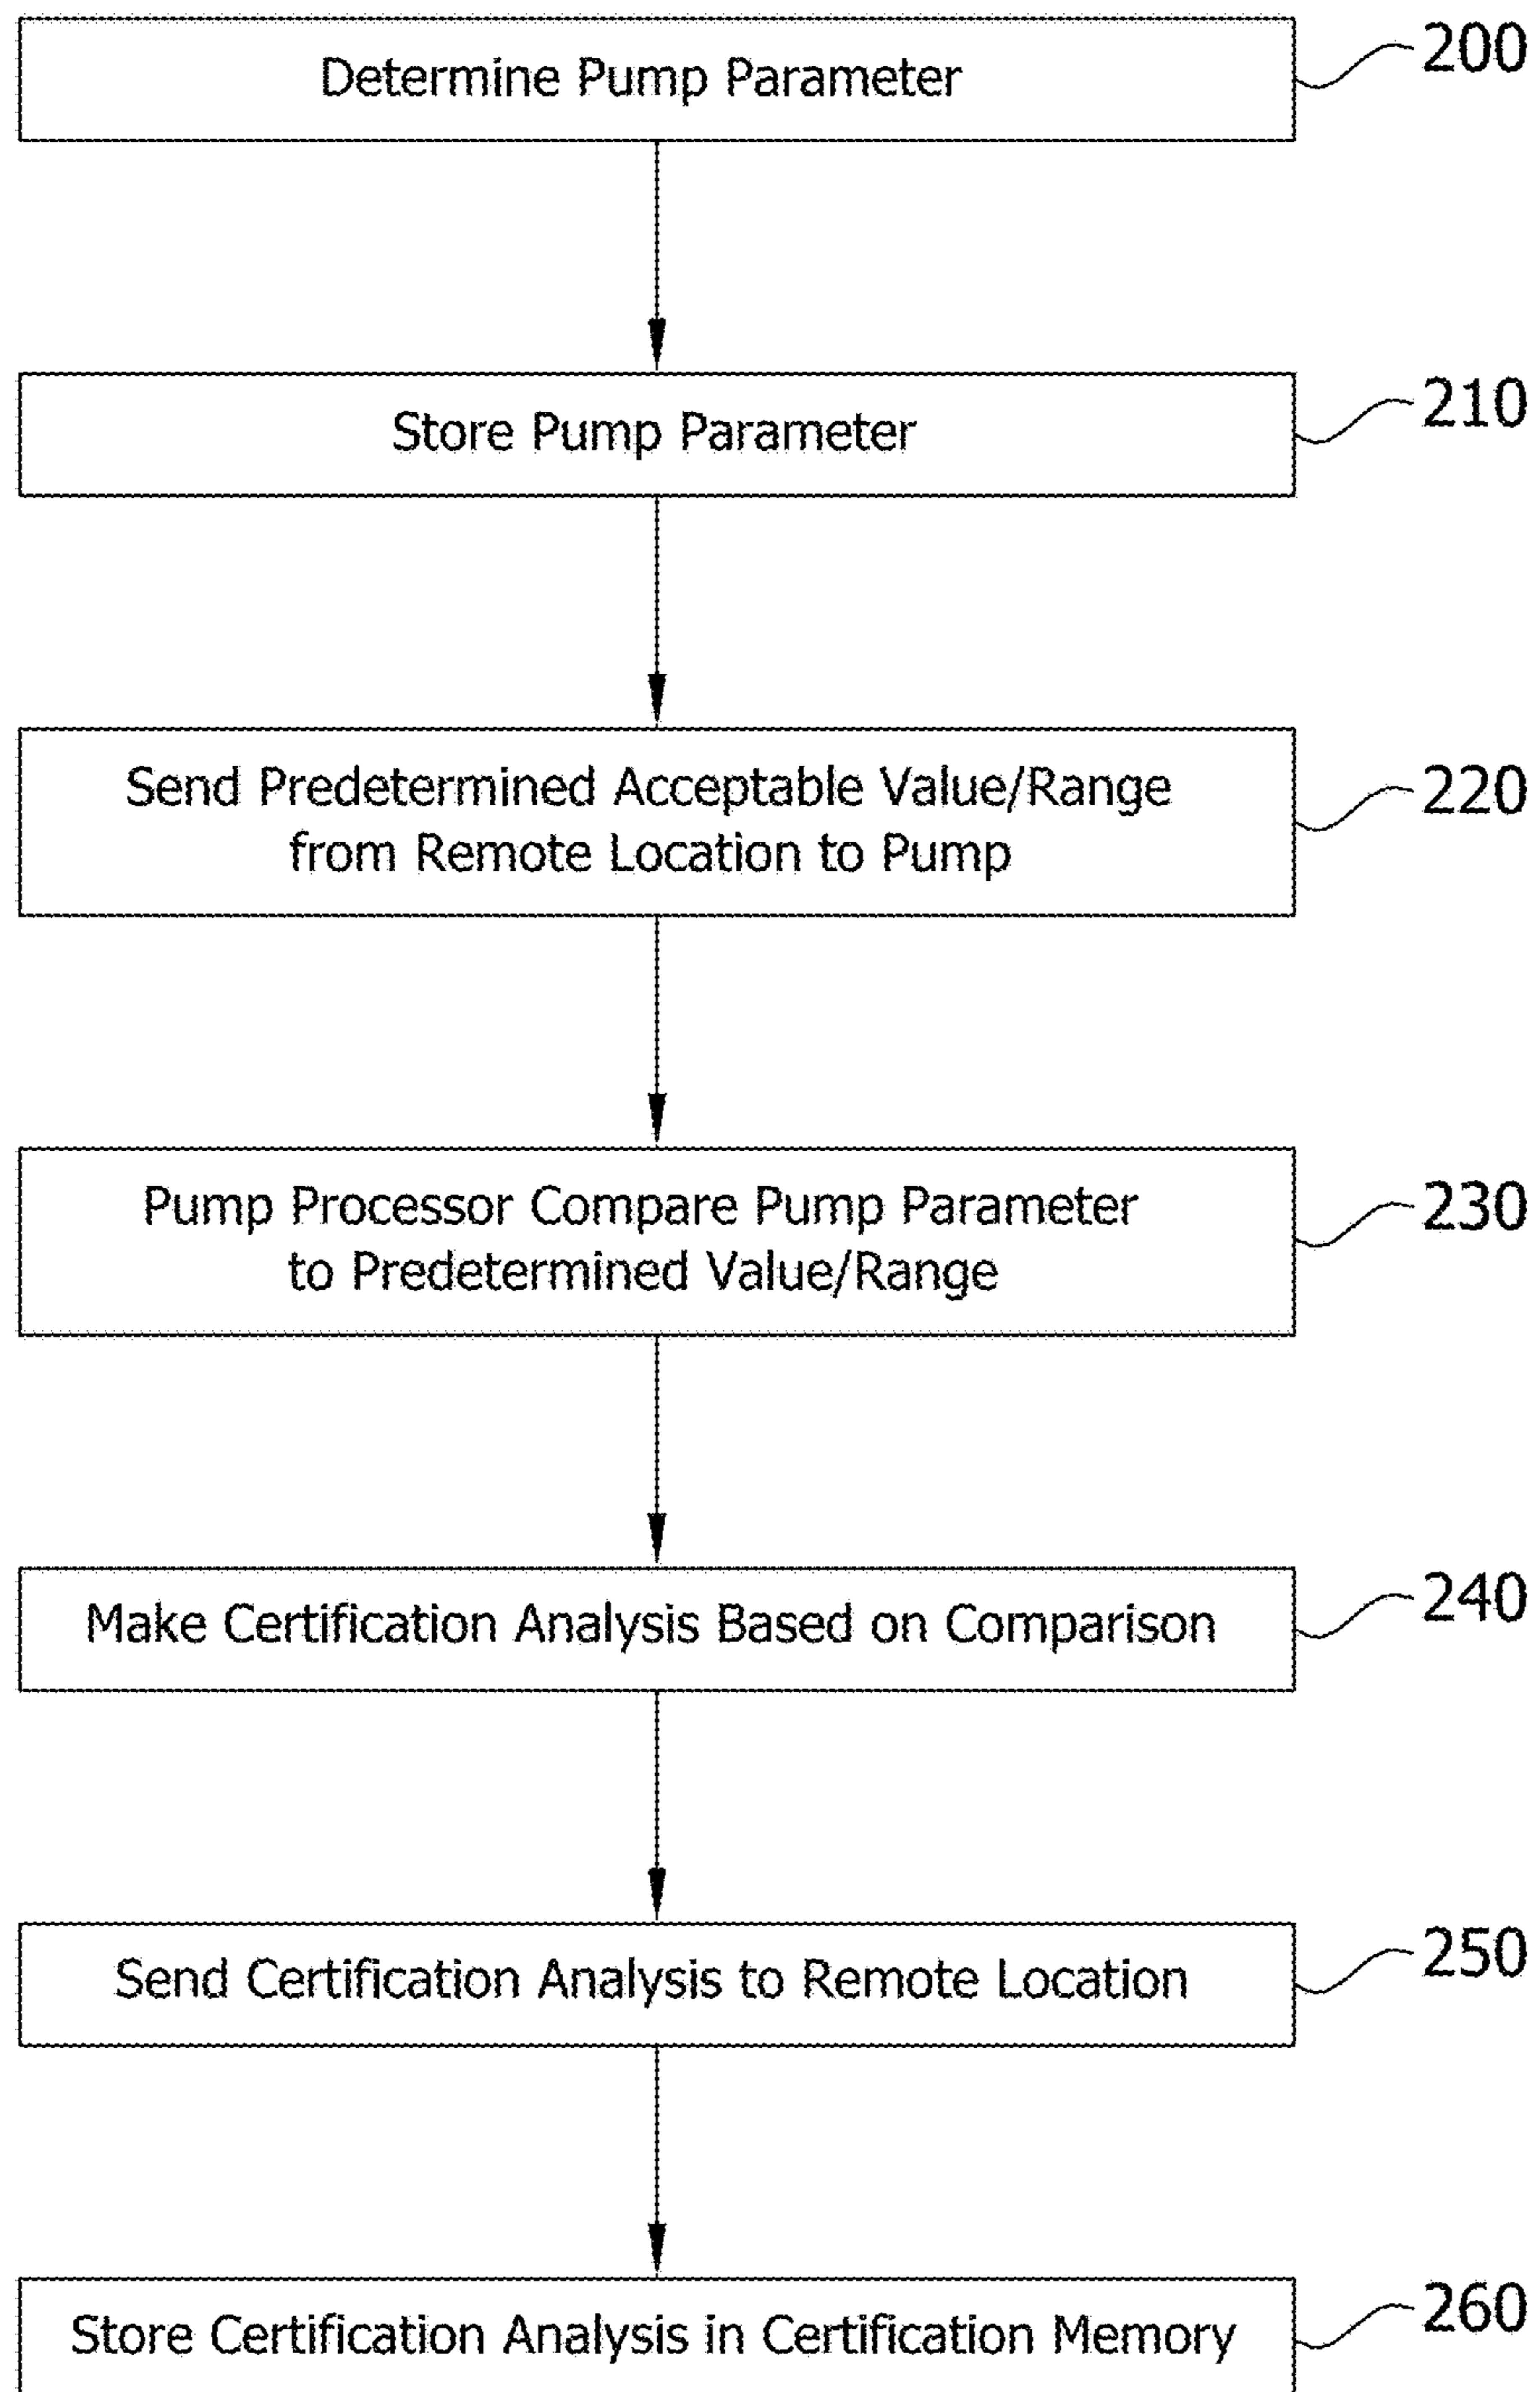 Determine Pump Parameter
200
Store Pump Parameter
210
Send Predetermined Acceptable Value/Range
from Remote Location to Pump
220
Pump Processor Compare Pump Parameter
to Predetermined Value/Range
230
Make Certification Analysis Based on Comparison
240
Send Certification Analysis to Remote Location
250
Store Certification Analysis in Certification Memory
260